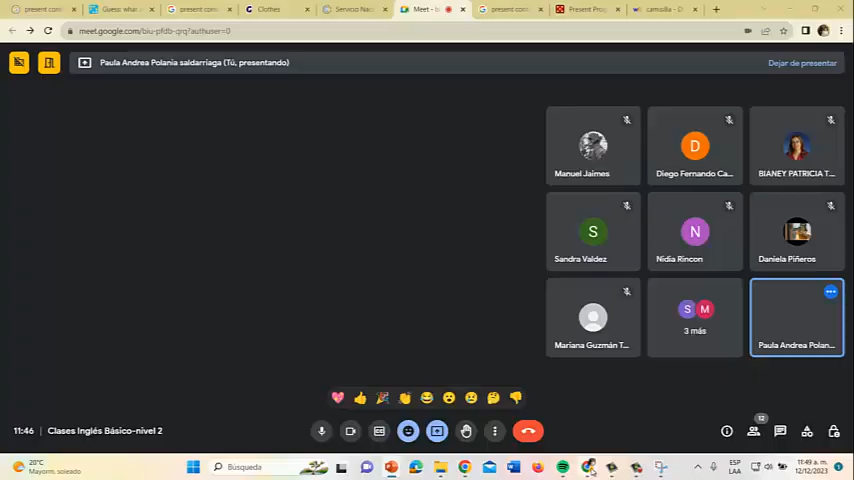 present con
Guess: what
present cont
Clothes
Servicio Nac
Meet - b
present cont
Present Prog
camisilla - D
meet.google.com/biu-pfdb-qrq?authuser=0
Paula Andrea Polania saldarriaga (Tú, presentando)
Dejar de presentar
Manuel Jaimes
D
Diego Fernando Ca...
BIANEY PATRICIA T...
S
Sandra Valdez
N
Nidia Rincon
Daniela Piñeros
Mariana Guzmán T...
S M
3 más
Paula Andrea Polan...
11:46 | Clases Inglés Básico-nivel 2
12
20°C
Mayorm. soleado
Búsqueda
ESP
LAA
11:49 a. m.
12/12/2023